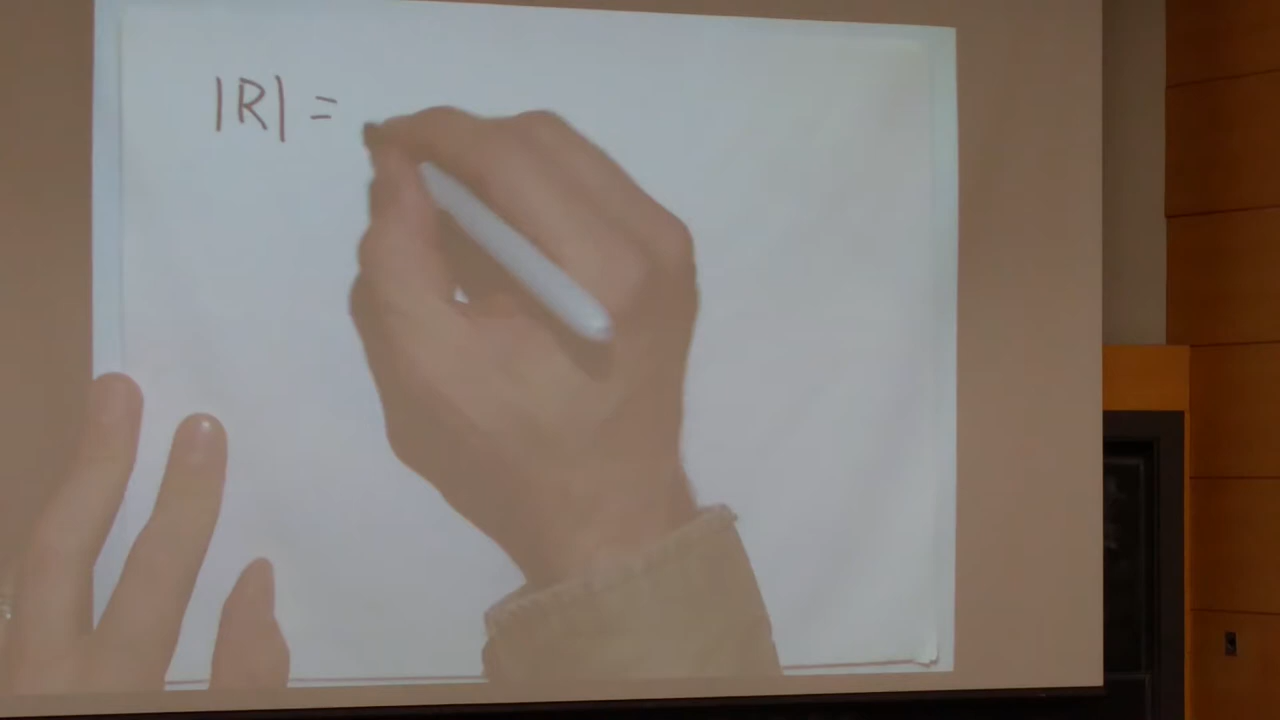 |R| =